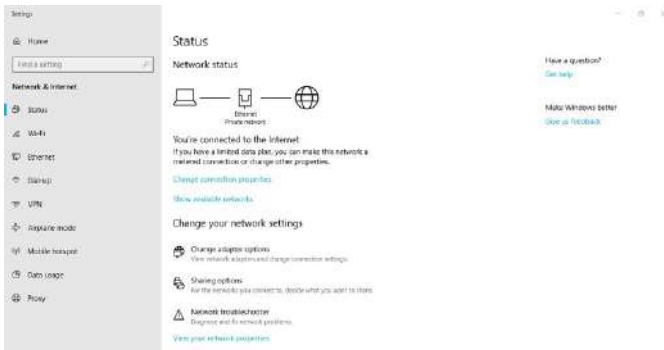 Settings
Home
Find a setting
Network & Internet
Status
Wi-Fi
Ethernet
Dial-up
VPN
Airplane mode
Mobile hotspot
Data usage
Proxy
Status
Network status
Ethernet
Private network
You're connected to the Internet
If you have a limited data plan, you can make this network a
metered connection or change other properties.
Change connection properties
Show available networks
Change your network settings
Change adapter options
View network adapters and change connection settings.
Sharing options
For the networks you connect to, decide what you want to share.
Network troubleshooter
Diagnose and fix network problems.
View your network properties
Have a question?
Get help
Make Windows better
Give us feedback